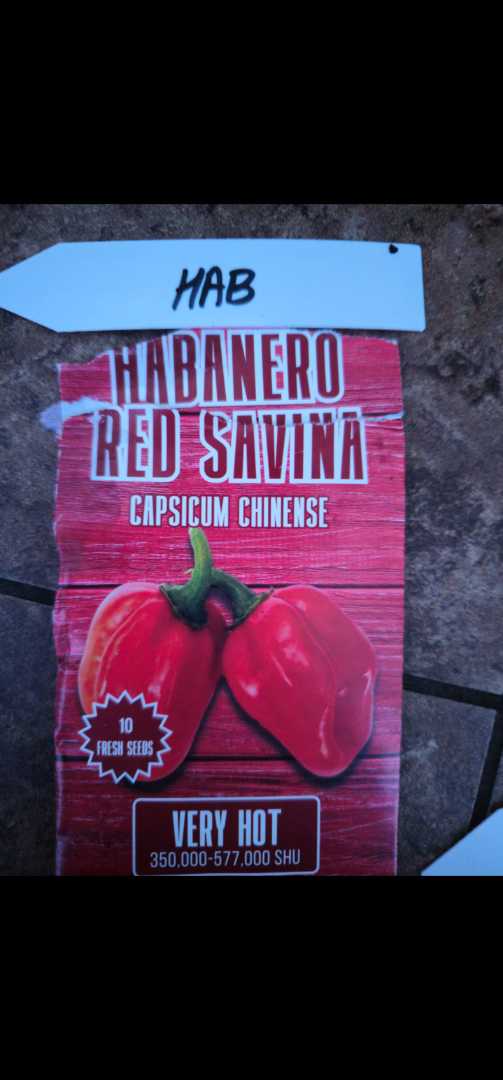 HAB
HABANERO
RED SAVINA
CAPSICUM CHINENSE
10
FRESH SEEDS
VERY HOT
350,000-577,000 SHU